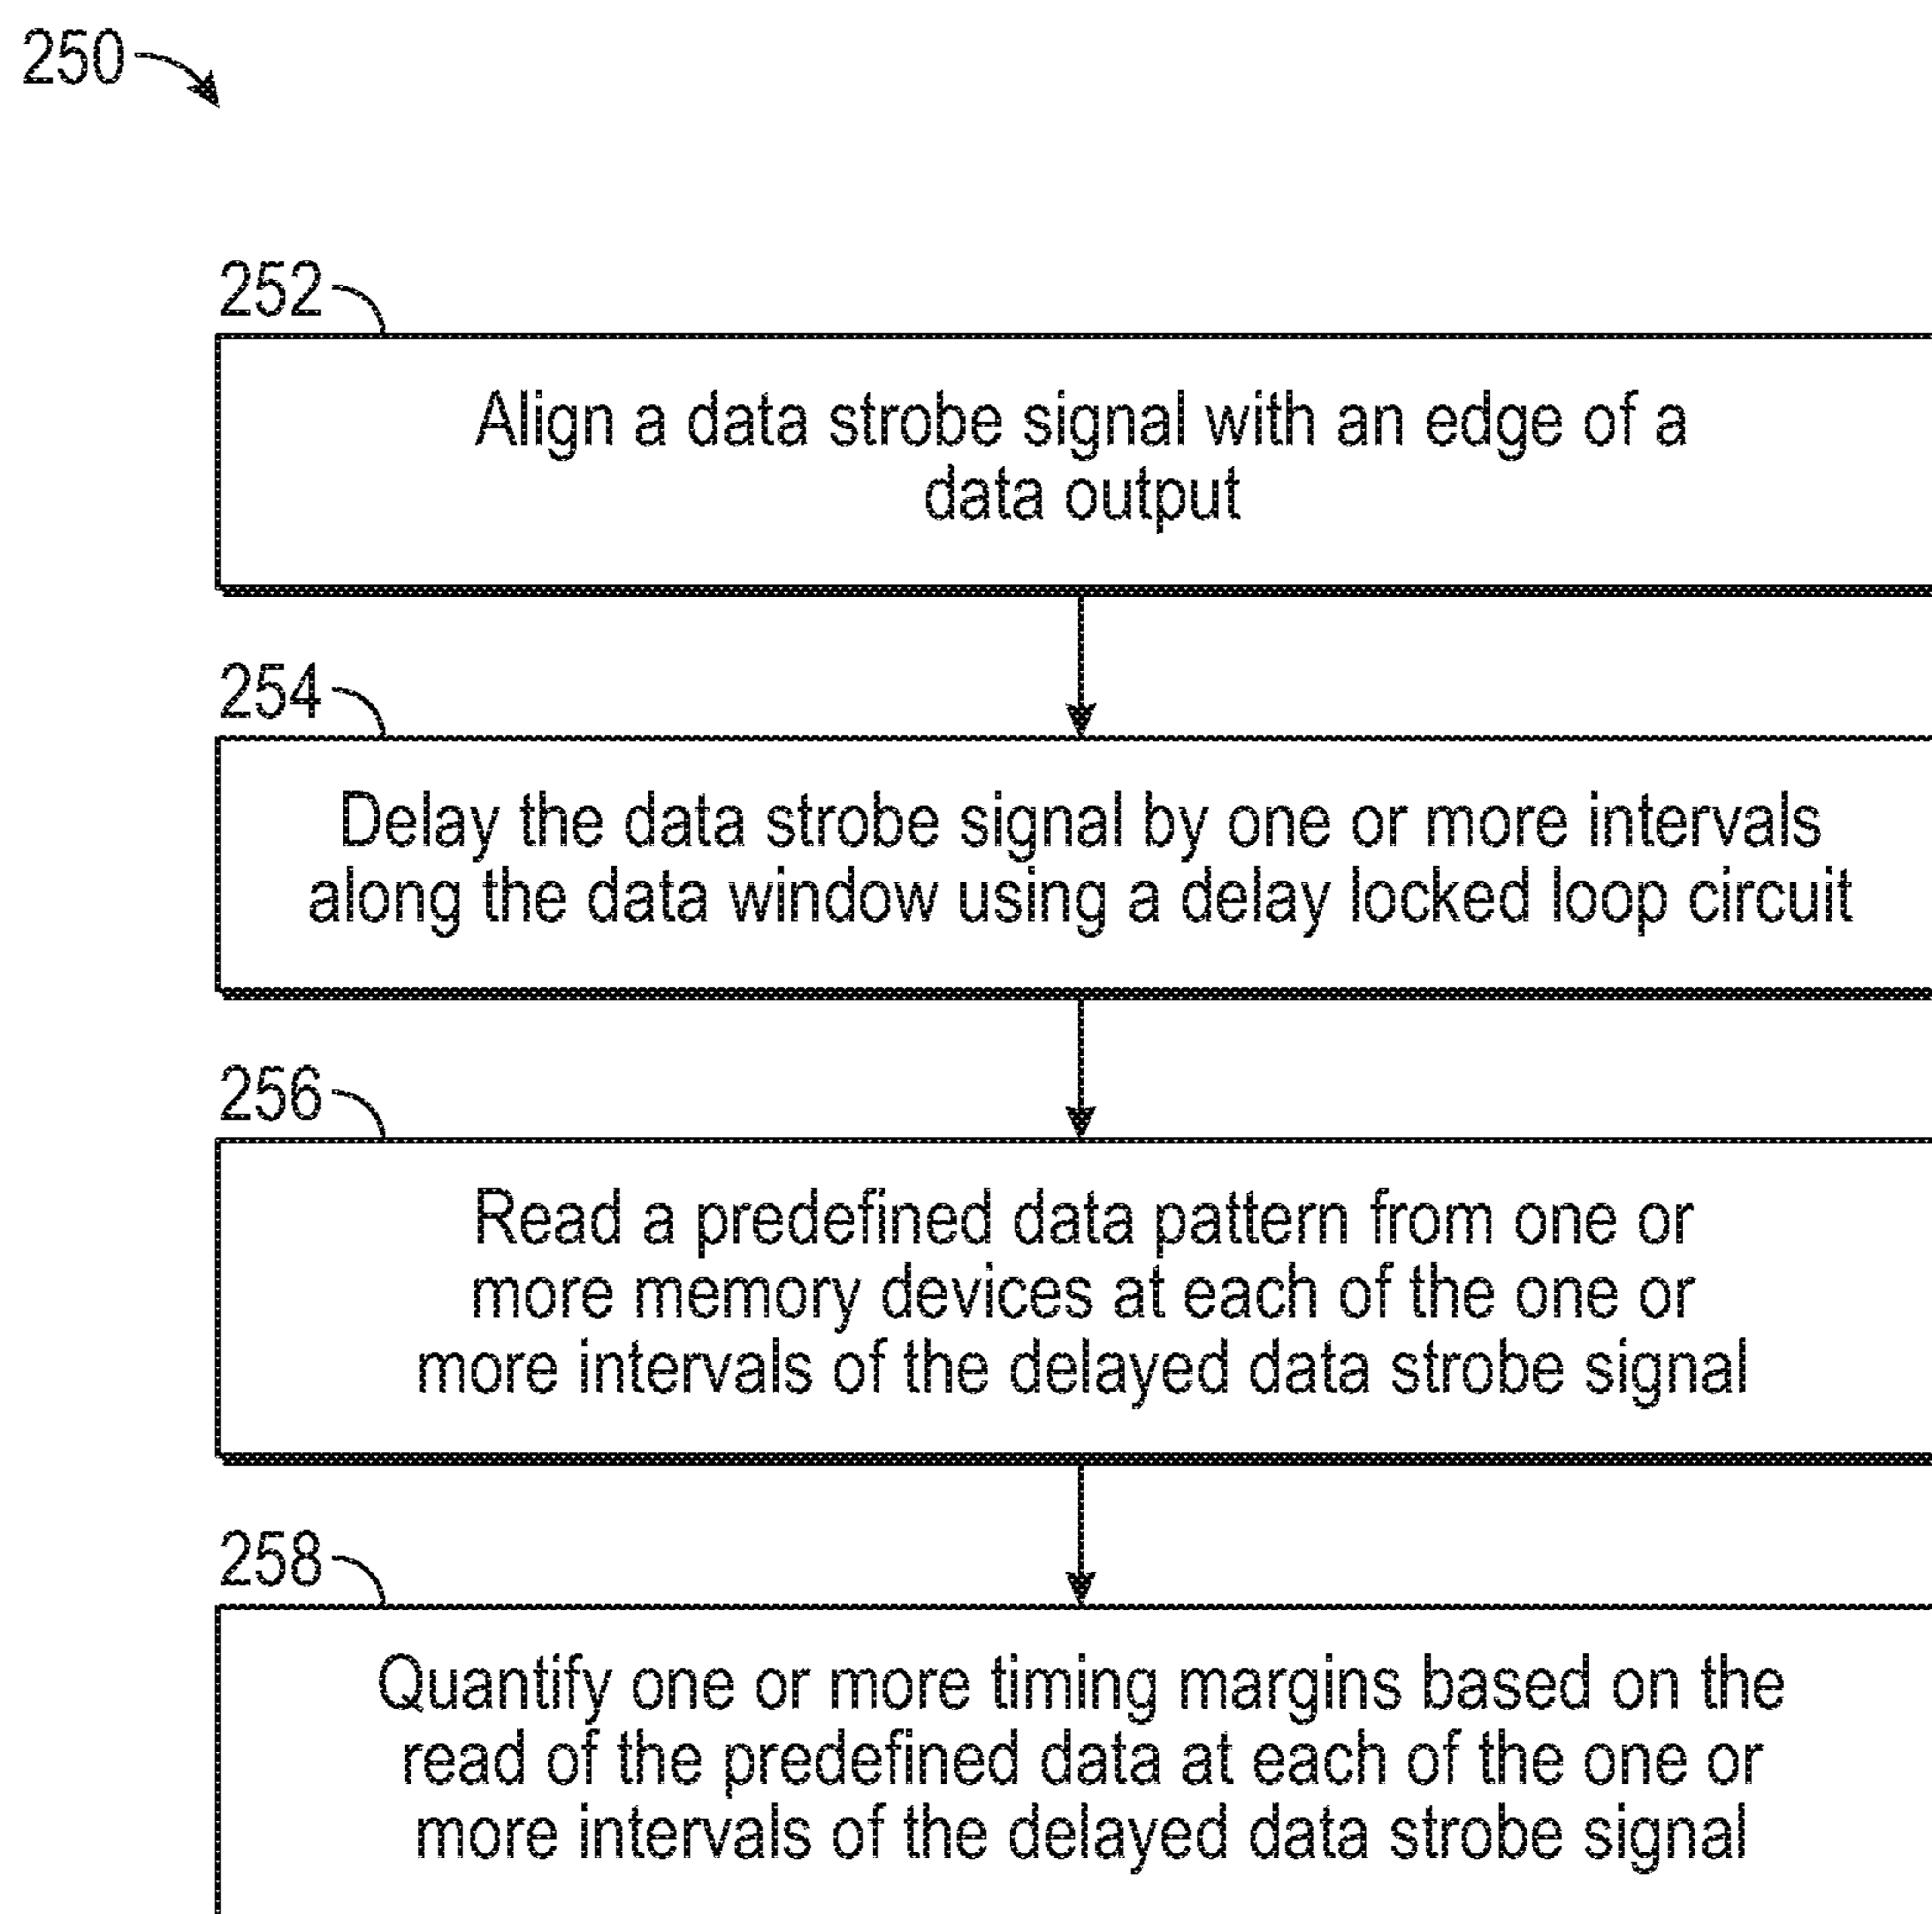 250
252
Align a data strobe signal with an edge of a
data output
254
Delay the data strobe signal by one or more intervals
along the data window using a delay locked loop circuit
256
Read a predefined data pattern from one or
more memory devices at each of the one or
more intervals of the delayed data strobe signal
258
Quantify one or more timing margins based on the
read of the predefined data at each of the one or
more intervals of the delayed data strobe signal